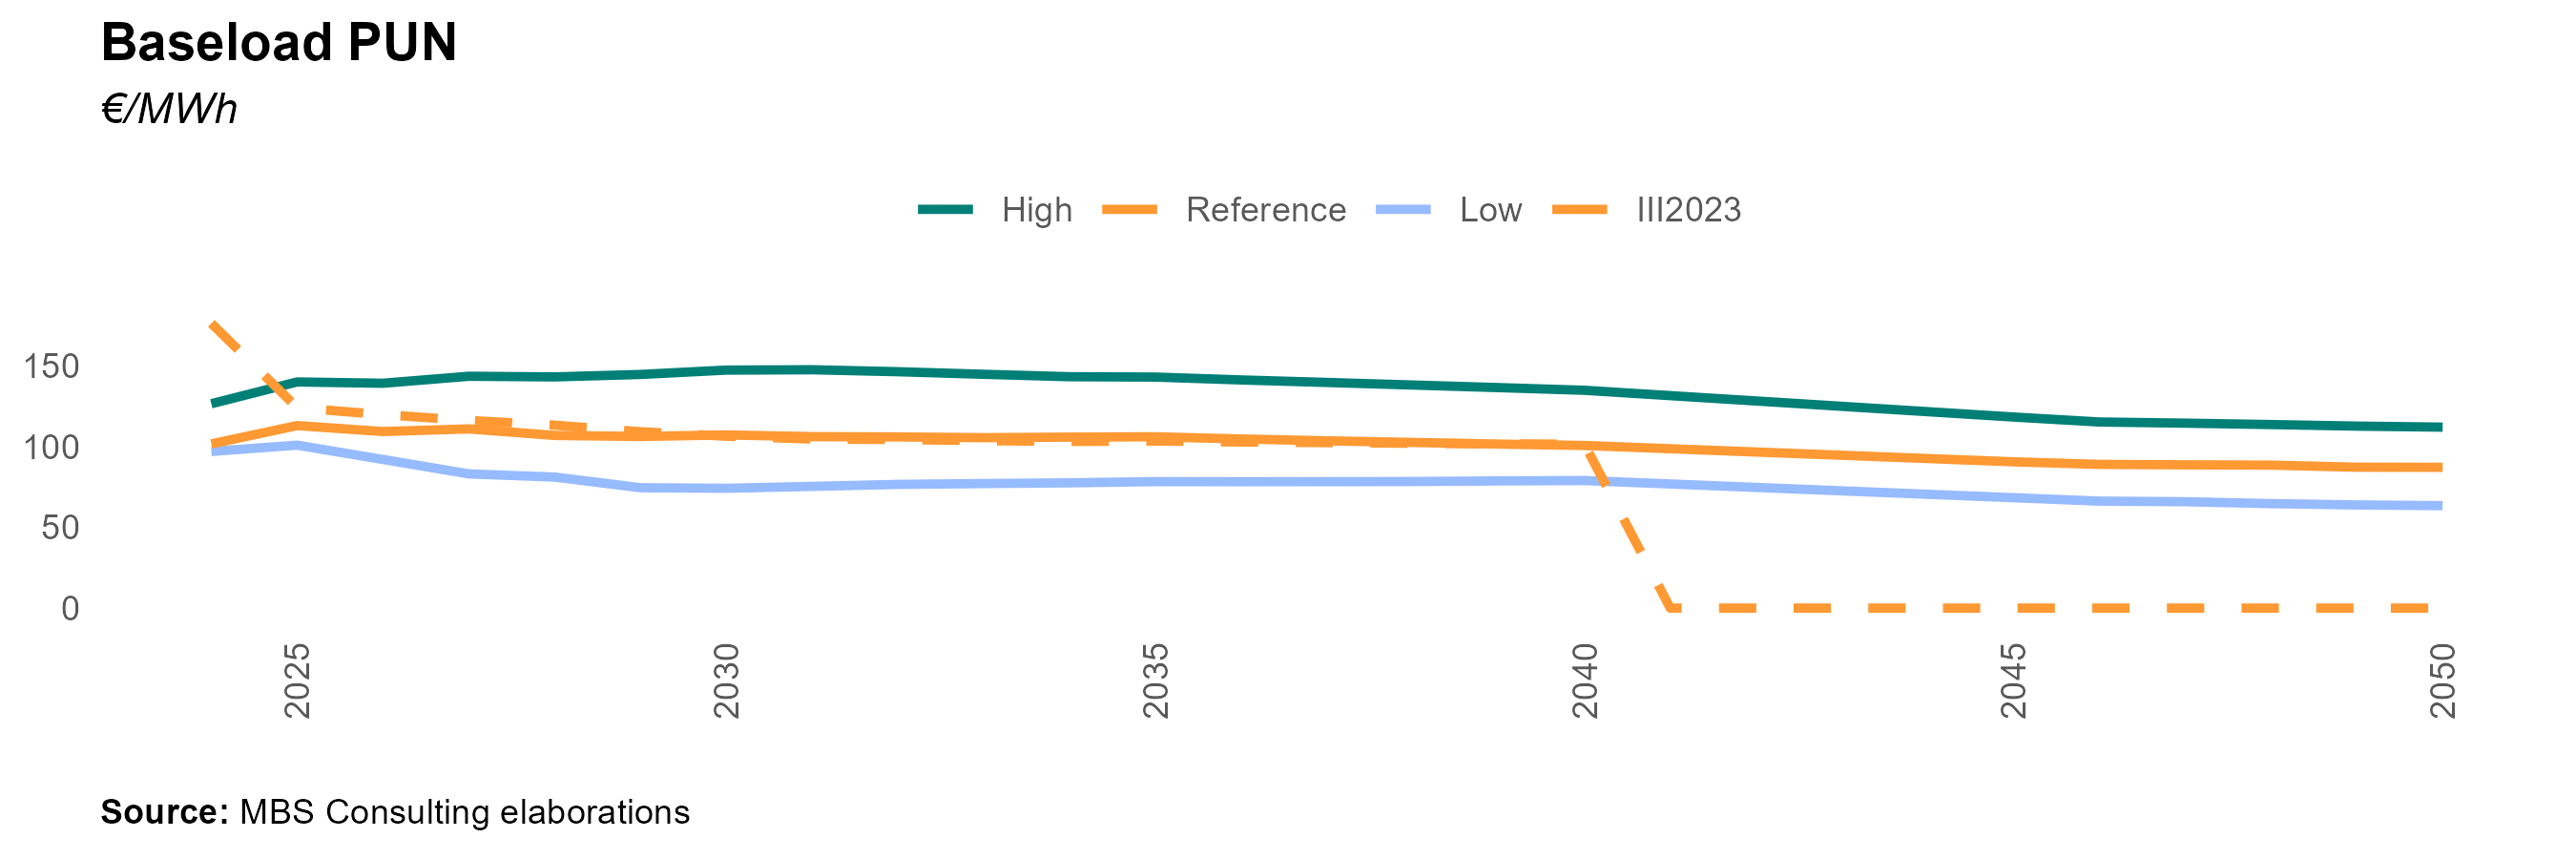 Baseload PUN
€/MWh
High Reference Low III2023
150
100
50
0
2025 2030 2035 2040 2045 2050
Source: MBS Consulting elaborations